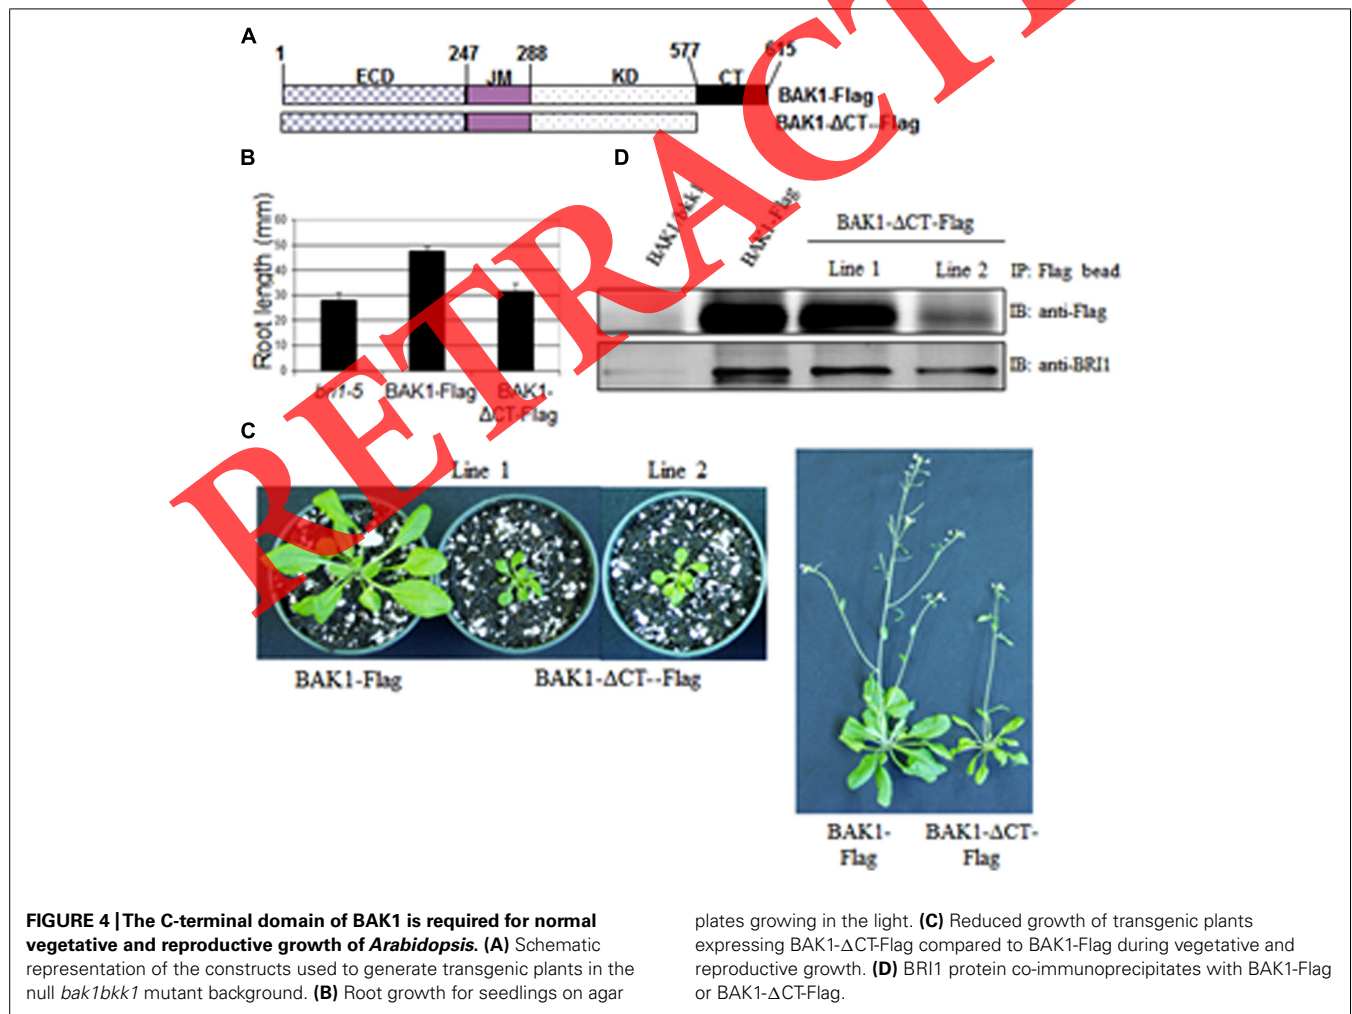 A
1 247 288 577 615
ECD JM KD CT
BAK1-Flag
BAK1-ΔCT--Flag
B
Root length (mm)
60
50
40
30
20
10
0
bri1-5 BAK1-Flag BAK1-
ΔCT-Flag
D
BAK1/bkk1
BAK1-Flag
BAK1-ΔCT-Flag
Line 1 Line 2 IP: Flag bead
IB: anti-Flag
IB: anti-BRI1
C
Line 1 Line 2
BAK1-Flag BAK1-ΔCT--Flag
BAK1- BAK1-ΔCT-
Flag Flag
RETRACT
FIGURE 4 | The C-terminal domain of BAK1 is required for normal
vegetative and reproductive growth of Arabidopsis. (A) Schematic
representation of the constructs used to generate transgenic plants in the
null bak1bkk1 mutant background. (B) Root growth for seedlings on agar
plates growing in the light. (C) Reduced growth of transgenic plants
expressing BAK1-ΔCT-Flag compared to BAK1-Flag during vegetative and
reproductive growth. (D) BRI1 protein co-immunoprecipitates with BAK1-Flag
or BAK1-ΔCT-Flag.